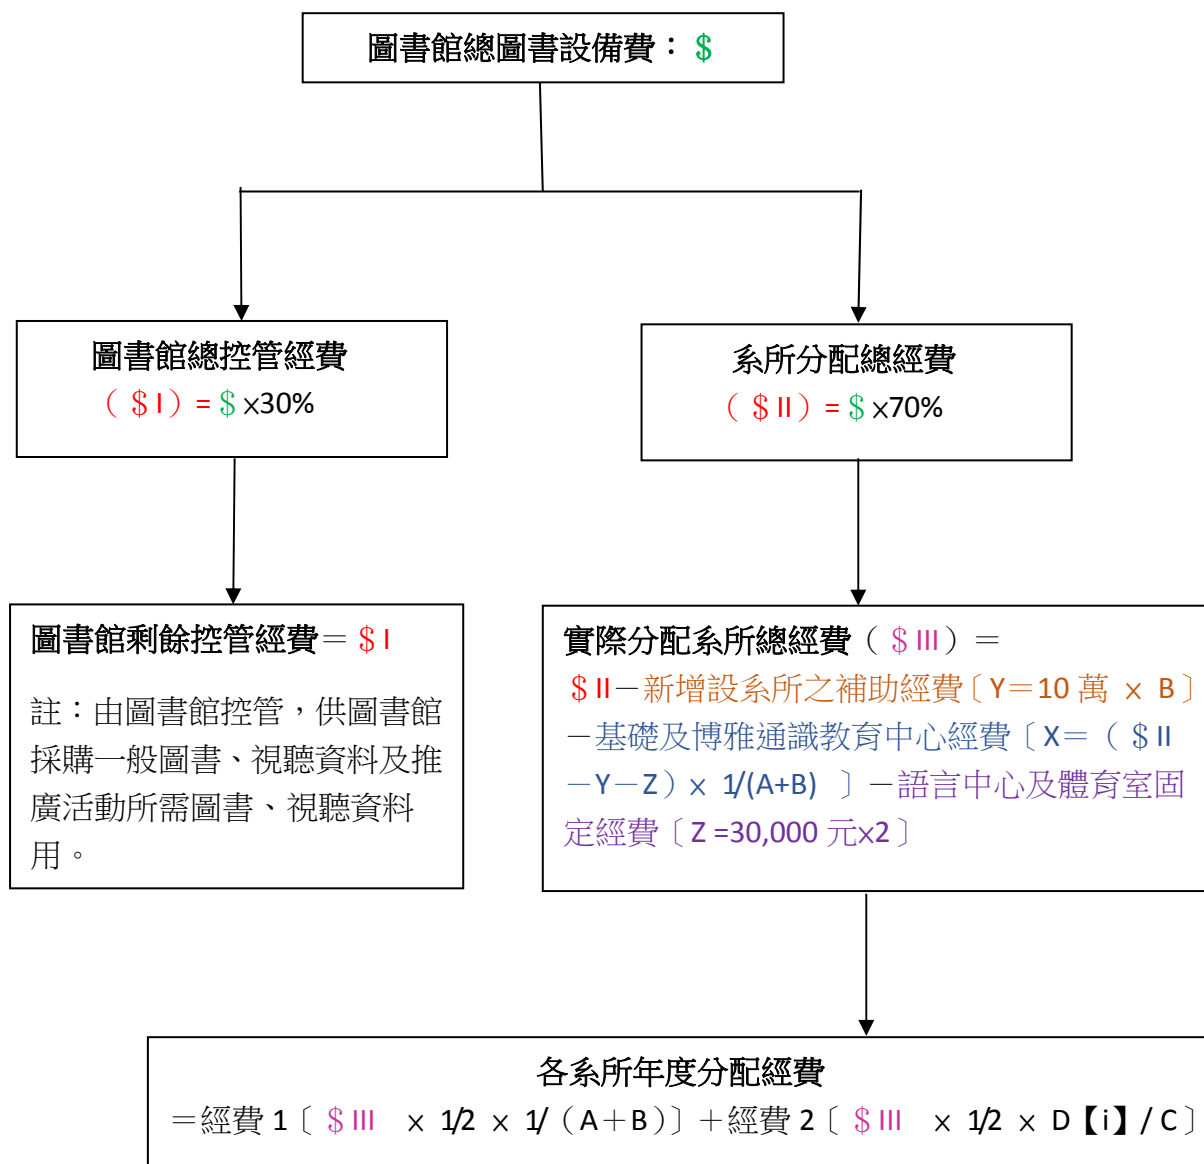 圖書館總圖書設備費：$
圖書館總控管經費
（$I）= $ x30%
系所分配總經費
（$II）= $ x70%
圖書館剩餘控管經費＝$I
註：由圖書館控管，供圖書館
採購一般圖書、視聽資料及推
廣活動所需圖書、視聽資料
用。
實際分配系所總經費（$III）＝
$II－新增設系所之補助經費〔Y＝10 萬 x B〕
－基礎及博雅通識教育中心經費〔X＝（$II
－Y－Z）x 1/(A+B) 〕－語言中心及體育室固
定經費〔Z =30,000 元x2〕
各系所年度分配經費
＝經費 1〔$III x 1/2 x 1/（A＋B）〕＋經費 2〔$III x 1/2 x D【i】/ C〕